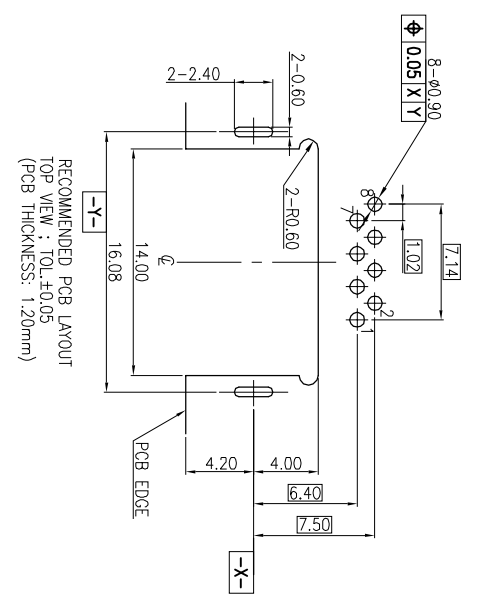 8-ø0.90
⌖ 0.05 X Y
2-2.40
2-0.60
2-R0.60
8
7
2
1
7.14
1.02
14.00
16.08
-Y-
℄
4.20
4.00
6.40
7.50
-X-
PCB EDGE
RECOMMENDED PCB LAYOUT
TOP VIEW ; TOL.±0.05
(PCB THICKNESS: 1.20mm)